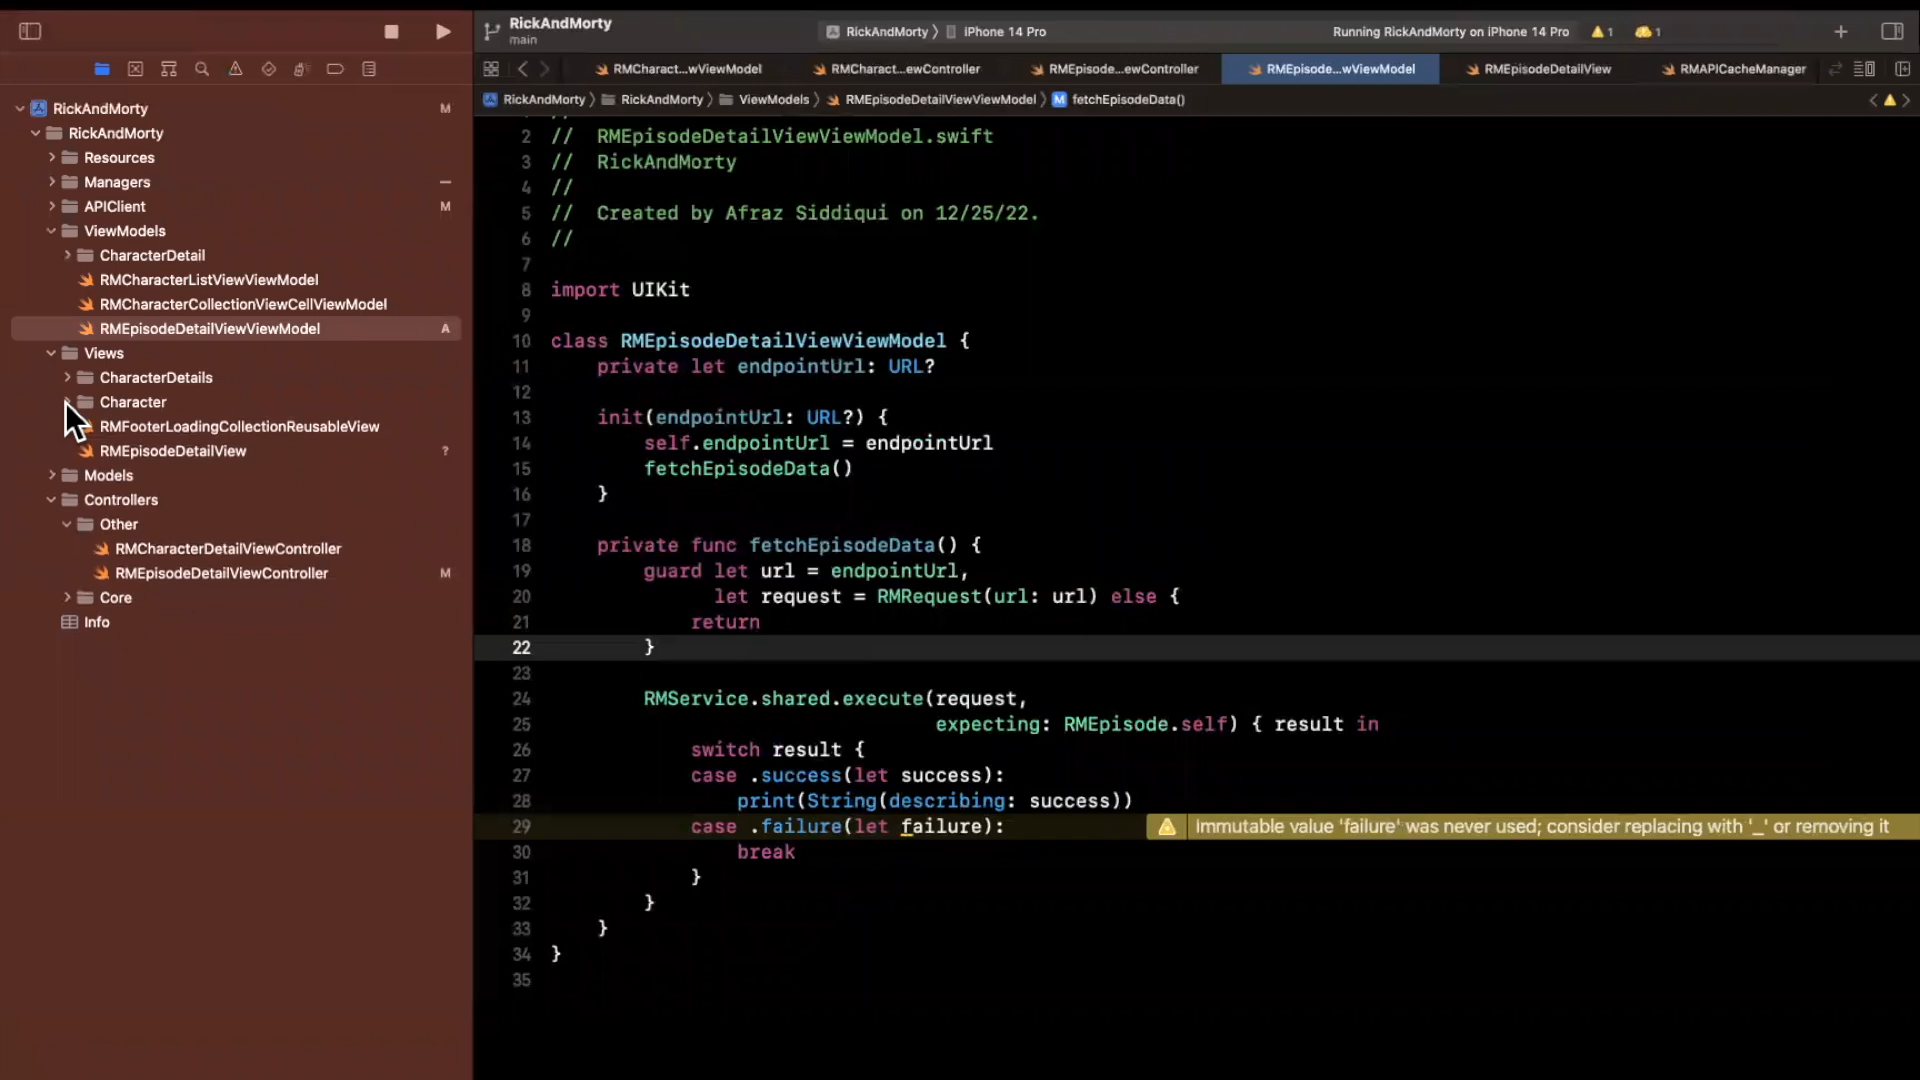 RickAndMorty
main
RickAndMorty
iPhone 14 Pro
Running RickAndMorty on iPhone 14 Pro
1
1
RMCharact...wViewModel
RMCharact...ewController
RMEpisode...ewController
RMEpisode...wViewModel
RMEpisodeDetailView
RMAPICacheManager
RickAndMorty
RickAndMorty
ViewModels
RMEpisodeDetailViewViewModel
M
fetchEpisodeData()
RickAndMorty M
RickAndMorty
Resources
Managers
APIClient M
ViewModels
CharacterDetail
RMCharacterListViewViewModel
RMCharacterCollectionViewCellViewModel
RMEpisodeDetailViewViewModel A
Views
CharacterDetails
Character
RMFooterLoadingCollectionReusableView
RMEpisodeDetailView ?
Models
Controllers
Other
RMCharacterDetailViewController
RMEpisodeDetailViewController M
Core
Info
2 //  RMEpisodeDetailViewViewModel.swift
3 //  RickAndMorty
4 //
5 //  Created by Afraz Siddiqui on 12/25/22.
6 //
7
8 import UIKit
9
10 class RMEpisodeDetailViewViewModel {
11     private let endpointUrl: URL?
12
13     init(endpointUrl: URL?) {
14         self.endpointUrl = endpointUrl
15         fetchEpisodeData()
16     }
17
18     private func fetchEpisodeData() {
19         guard let url = endpointUrl,
20               let request = RMRequest(url: url) else {
21             return
22         }
23
24         RMService.shared.execute(request,
25                                  expecting: RMEpisode.self) { result in
26             switch result {
27             case .success(let success):
28                 print(String(describing: success))
29             case .failure(let failure): Immutable value 'failure' was never used; consider replacing with '_' or removing it
30                 break
31             }
32         }
33     }
34 }
35